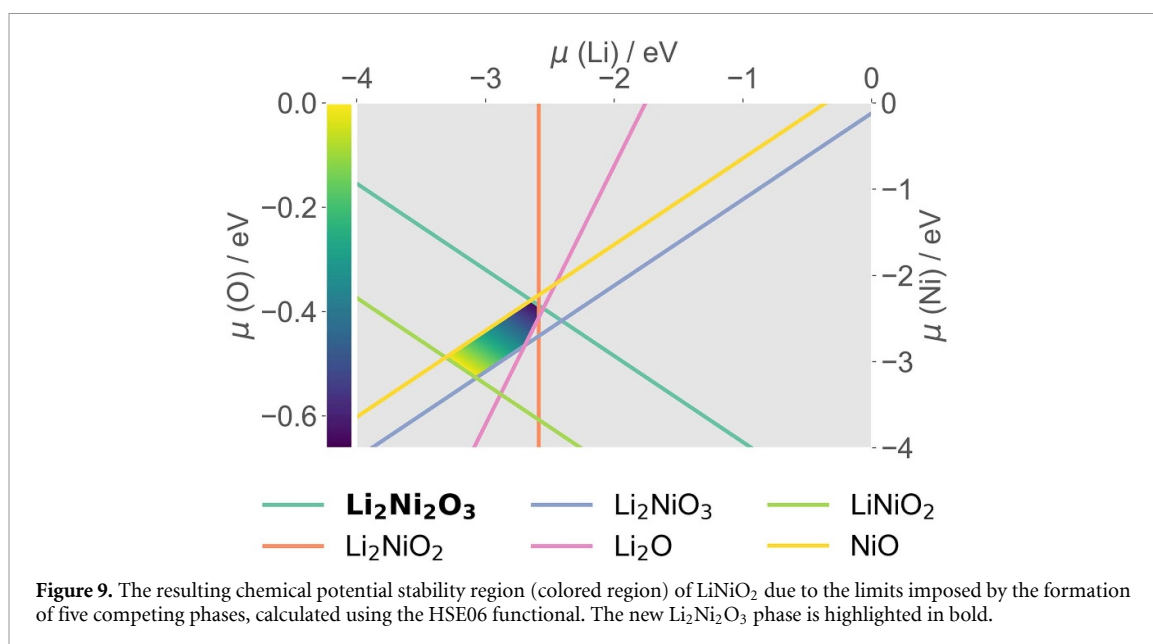 μ (Li) / eV
−4 −3 −2 −1 0
0.0 0
−0.2 −1
μ (O) / eV
−0.4 −2
μ (Ni) / eV
−0.6 −3
−4
Li₂Ni₂O₃ Li₂NiO₃ LiNiO₂
Li₂NiO₂ Li₂O NiO
Figure 9. The resulting chemical potential stability region (colored region) of LiNiO₂ due to the limits imposed by the formation
of five competing phases, calculated using the HSE06 functional. The new Li₂Ni₂O₃ phase is highlighted in bold.